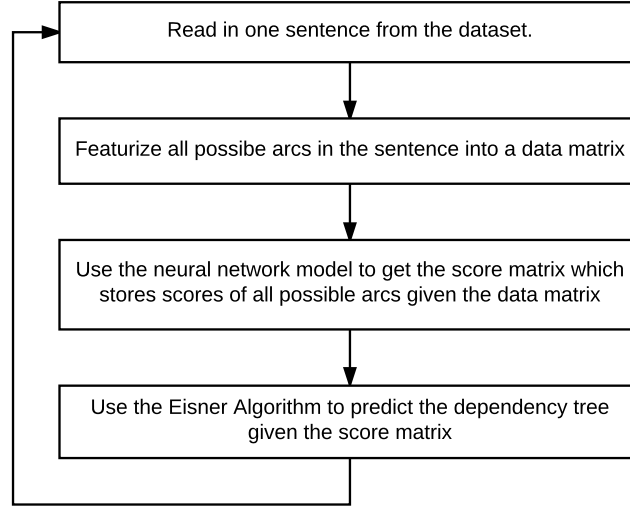 Read in one sentence from the dataset.
Featurize all possibe arcs in the sentence into a data matrix
Use the neural network model to get the score matrix which
stores scores of all possible arcs given the data matrix
Use the Eisner Algorithm to predict the dependency tree
given the score matrix